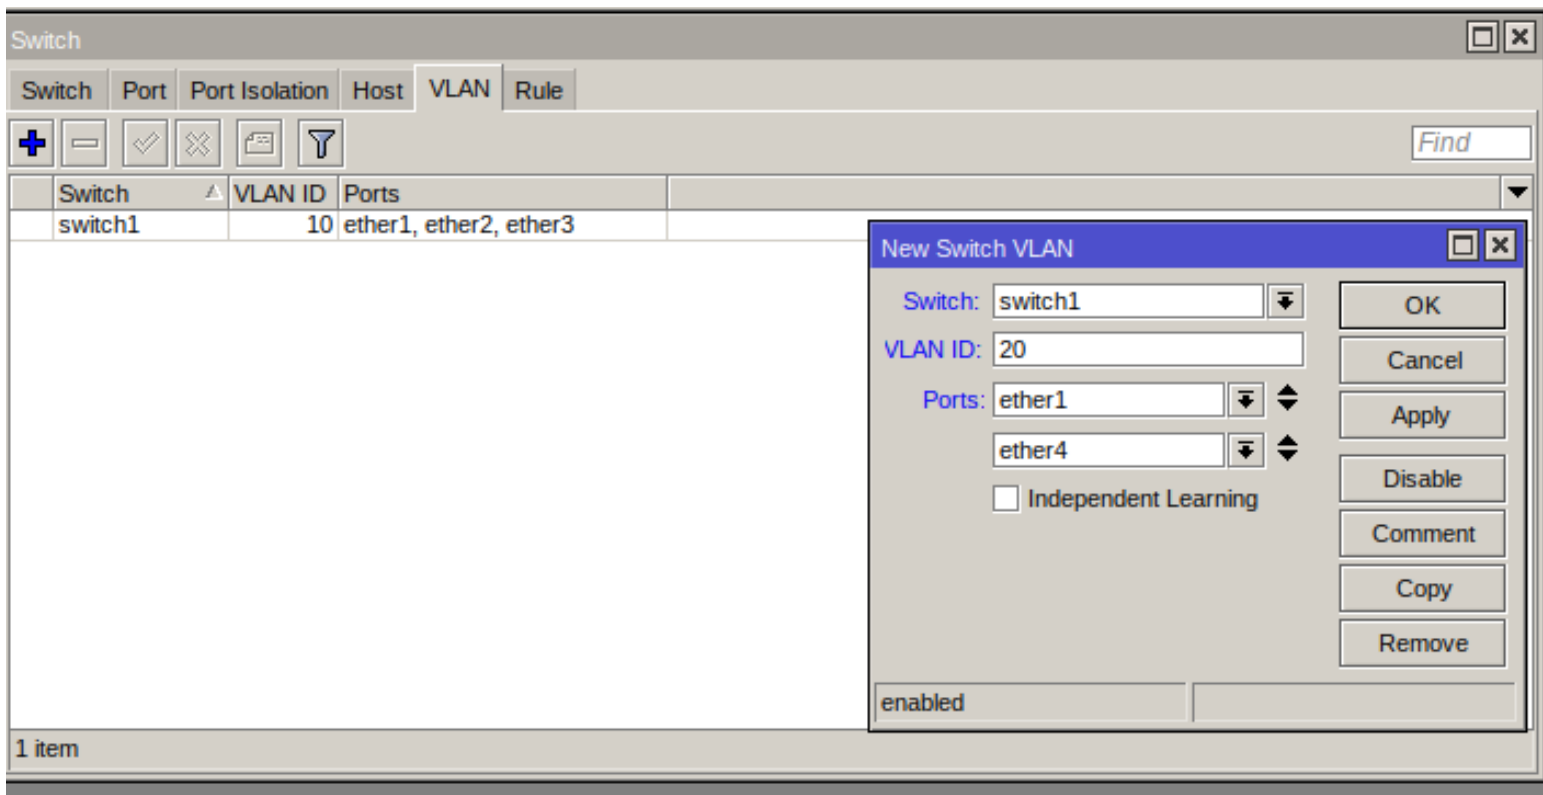 Switch
Switch Port Port Isolation Host VLAN Rule
Find
Switch VLAN ID Ports
switch1 10 ether1, ether2, ether3
New Switch VLAN
Switch: switch1
VLAN ID: 20
Ports: ether1
ether4
Independent Learning
OK
Cancel
Apply
Disable
Comment
Copy
Remove
enabled
1 item